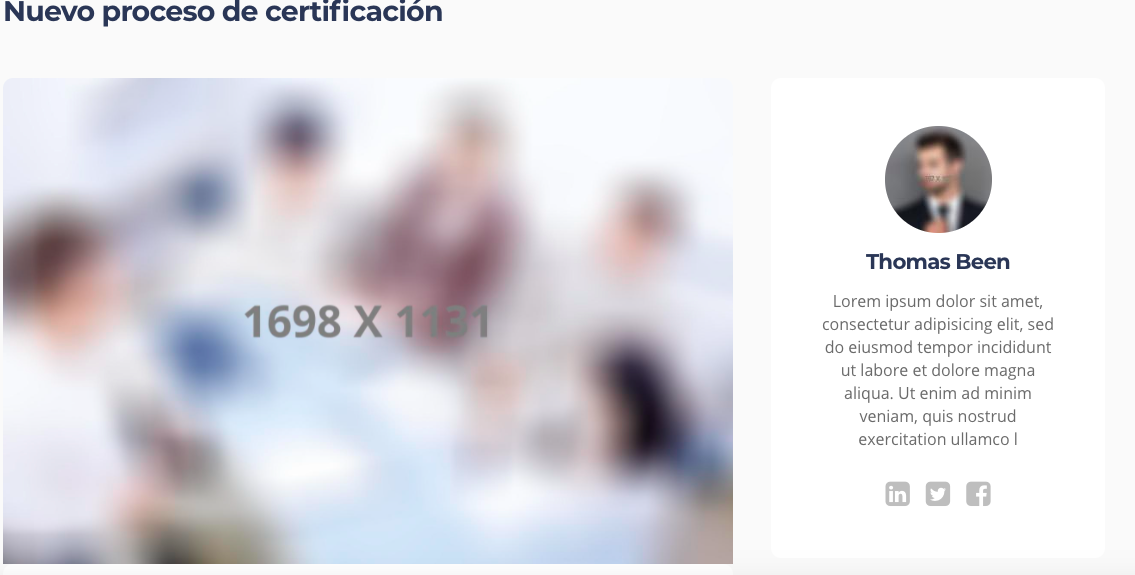 Nuevo proceso de certificación
1698 X 1131
Thomas Been
Lorem ipsum dolor sit amet,
consectetur adipisicing elit, sed
do eiusmod tempor incididunt
ut labore et dolore magna
aliqua. Ut enim ad minim
veniam, quis nostrud
exercitation ullamco l
in